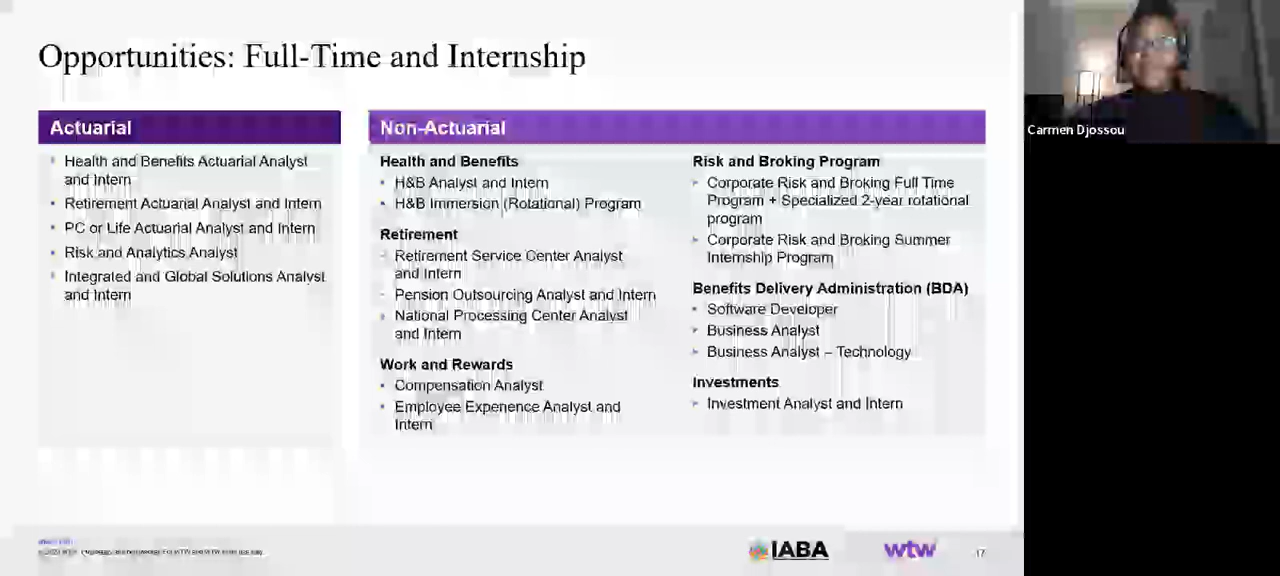 Opportunities: Full-Time and Internship
Actuarial
Health and Benefits Actuarial Analyst
and Intern
Retirement Actuarial Analyst and Intern
PC or Life Actuarial Analyst and Intern
Risk and Analytics Analyst
Integrated and Global Solutions Analyst
and Intern
Non-Actuarial
Health and Benefits
H&B Analyst and Intern
H&B Immersion (Rotational) Program
Retirement
Retirement Service Center Analyst
and Intern
Pension Outsourcing Analyst and Intern
National Processing Center Analyst
and Intern
Work and Rewards
Compensation Analyst
Employee Experience Analyst and
Intern
Risk and Broking Program
Corporate Risk and Broking Full Time
Program + Specialized 2-year rotational
program
Corporate Risk and Broking Summer
Internship Program
Benefits Delivery Administration (BDA)
Software Developer
Business Analyst
Business Analyst – Technology
Investments
Investment Analyst and Intern
IABA
wtw
17
Carmen Djossou